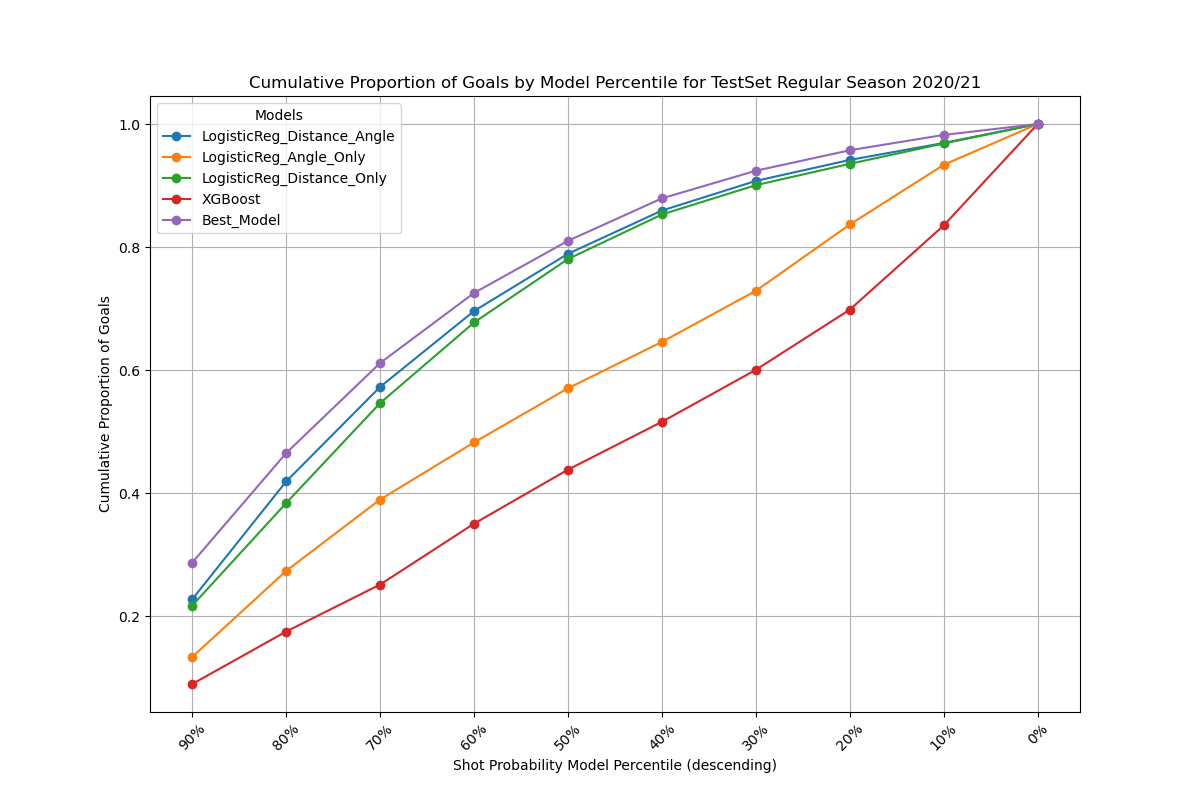 Cumulative Proportion of Goals by Model Percentile for TestSet Regular Season 2020/21
Models
LogisticReg_Distance_Angle
LogisticReg_Angle_Only
LogisticReg_Distance_Only
XGBoost
Best_Model
Cumulative Proportion of Goals
1.0
0.8
0.6
0.4
0.2
90%
80%
70%
60%
50%
40%
30%
20%
10%
0%
Shot Probability Model Percentile (descending)